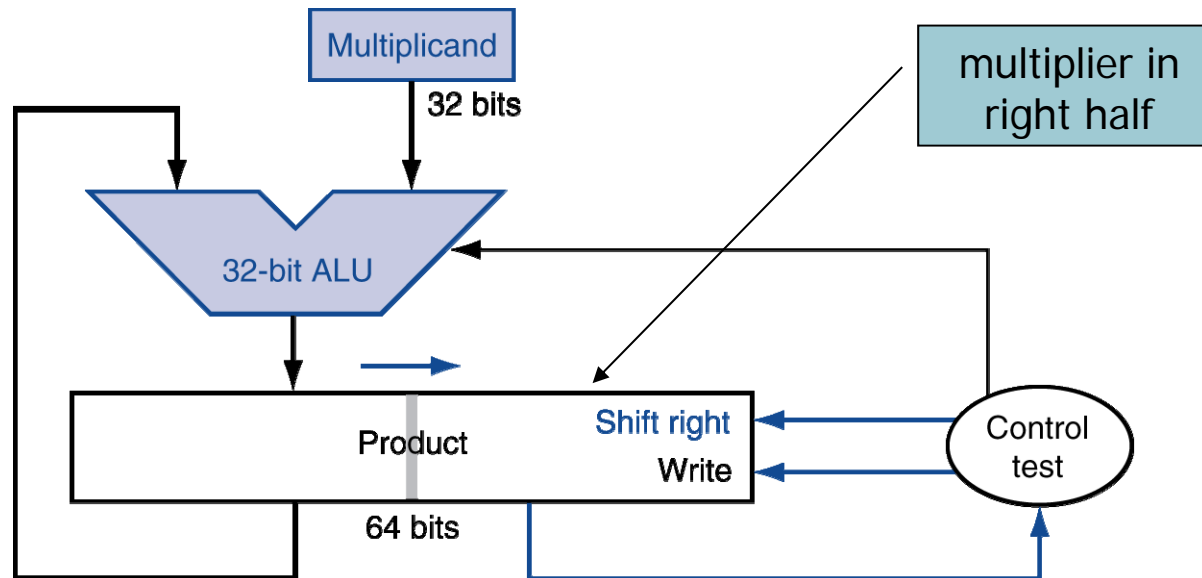 Multiplicand
multiplier in
right half
32 bits
32-bit ALU
Product
Shift right
Write
Control
test
64 bits